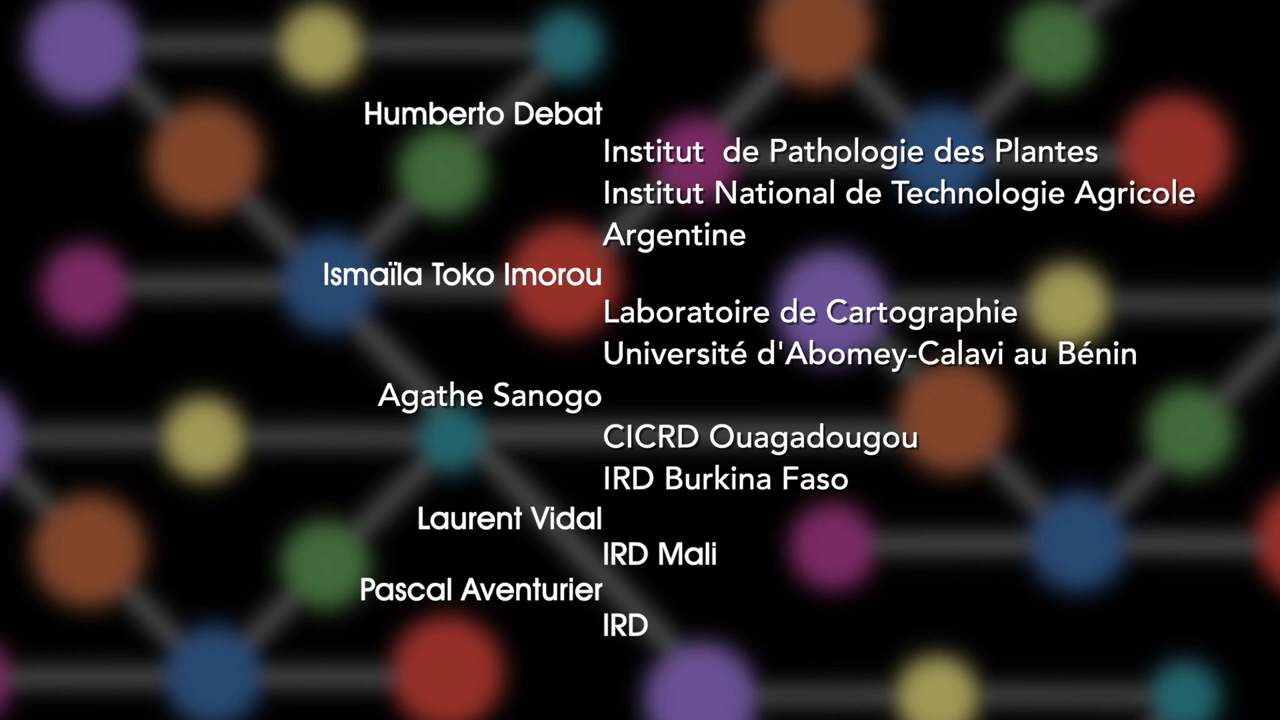 Humberto Debat
Institut  de Pathologie des Plantes
Institut National de Technologie Agricole
Argentine
Ismaïla Toko Imorou
Laboratoire de Cartographie
Université d'Abomey-Calavi au Bénin
Agathe Sanogo
CICRD Ouagadougou
IRD Burkina Faso
Laurent Vidal
IRD Mali
Pascal Aventurier
IRD